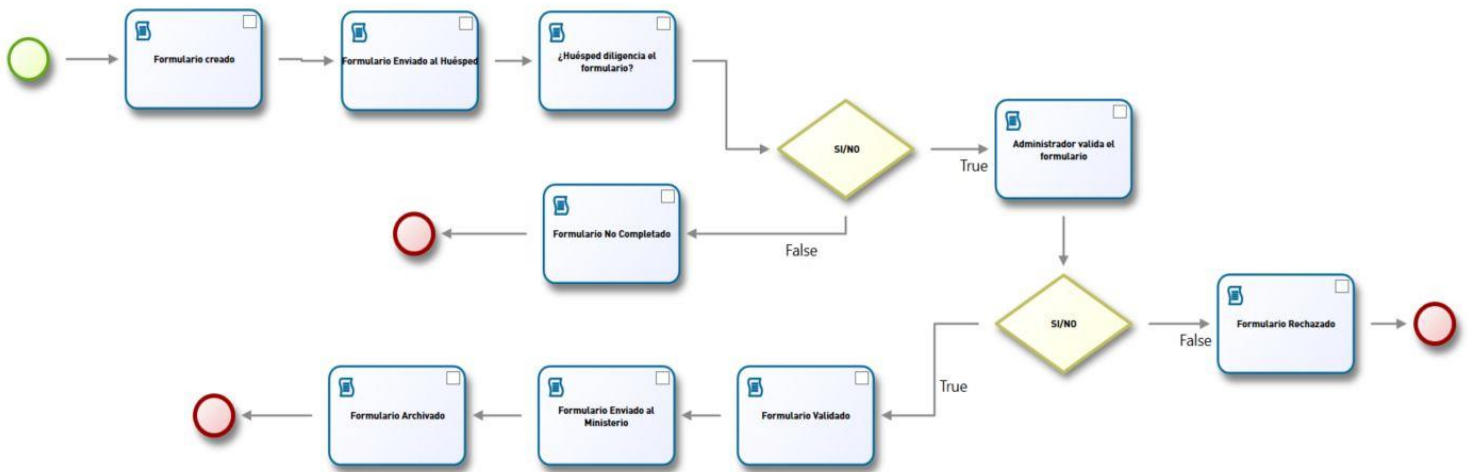 Formulario creado
Formulario Enviado al Huésped
¿Huésped diligencia el
formulario?
SI/NO
True
Administrador valida el
formulario
False
Formulario No Completado
SI/NO
False
Formulario Rechazado
True
Formulario Validado
Formulario Enviado al
Ministerio
Formulario Archivado